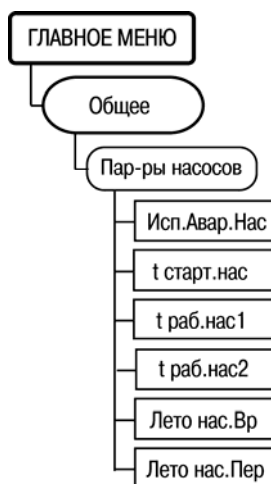 ГЛАВНОЕ МЕНЮ
Общее
Пар-ры насосов
Исп.Авар.Нас
t старт.нас
t раб.нас1
t раб.нас2
Лето нас.Вр
Лето нас.Пер